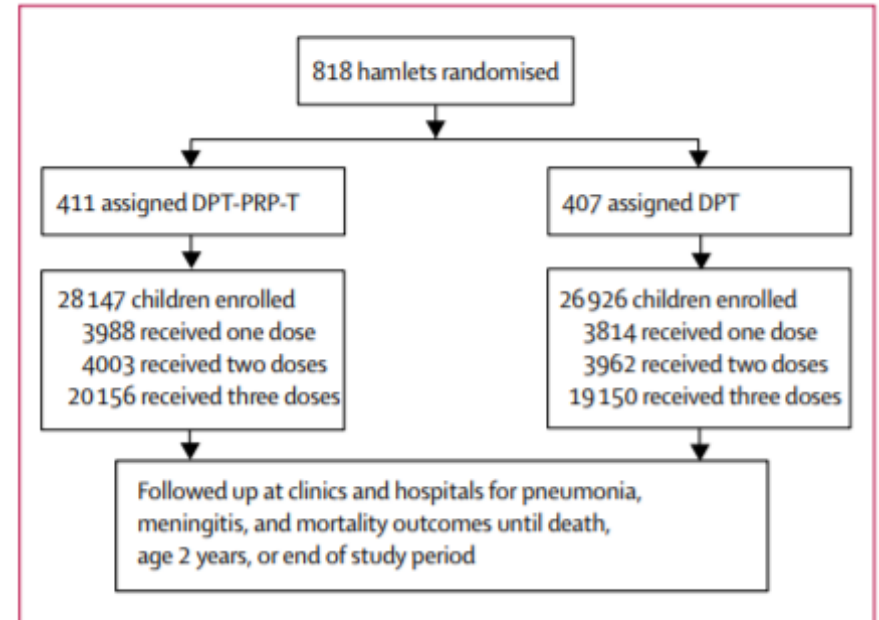 818 hamlets randomised
411 assigned DPT-PRP-T
407 assigned DPT
28 147 children enrolled
3988 received one dose
4003 received two doses
20 156 received three doses
26 926 children enrolled
3814 received one dose
3962 received two doses
19 150 received three doses
Followed up at clinics and hospitals for pneumonia,
meningitis, and mortality outcomes until death,
age 2 years, or end of study period